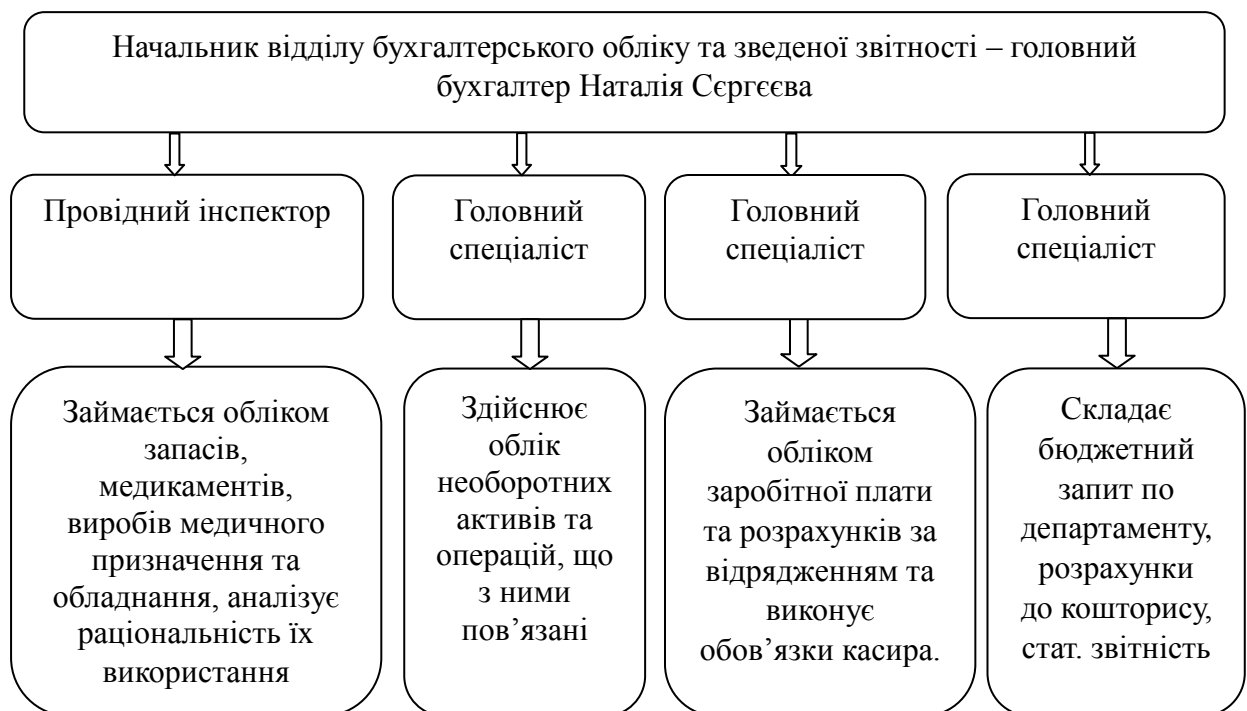 Начальник відділу бухгалтерського обліку та зведеної звітності – головний
бухгалтер Наталія Сєргєєва
Провідний інспектор
Головний
спеціаліст
Головний
спеціаліст
Головний
спеціаліст
Займається обліком
запасів,
медикаментів,
виробів медичного
призначення та
обладнання, аналізує
раціональність їх
використання
Здійснює
облік
необоротних
активів та
операцій, що
з ними
пов’язані
Займається
обліком
заробітної плати
та розрахунків за
відрядженням та
виконує
обов’язки касира.
Складає
бюджетний
запит по
департаменту,
розрахунки
до кошторису,
стат. звітність